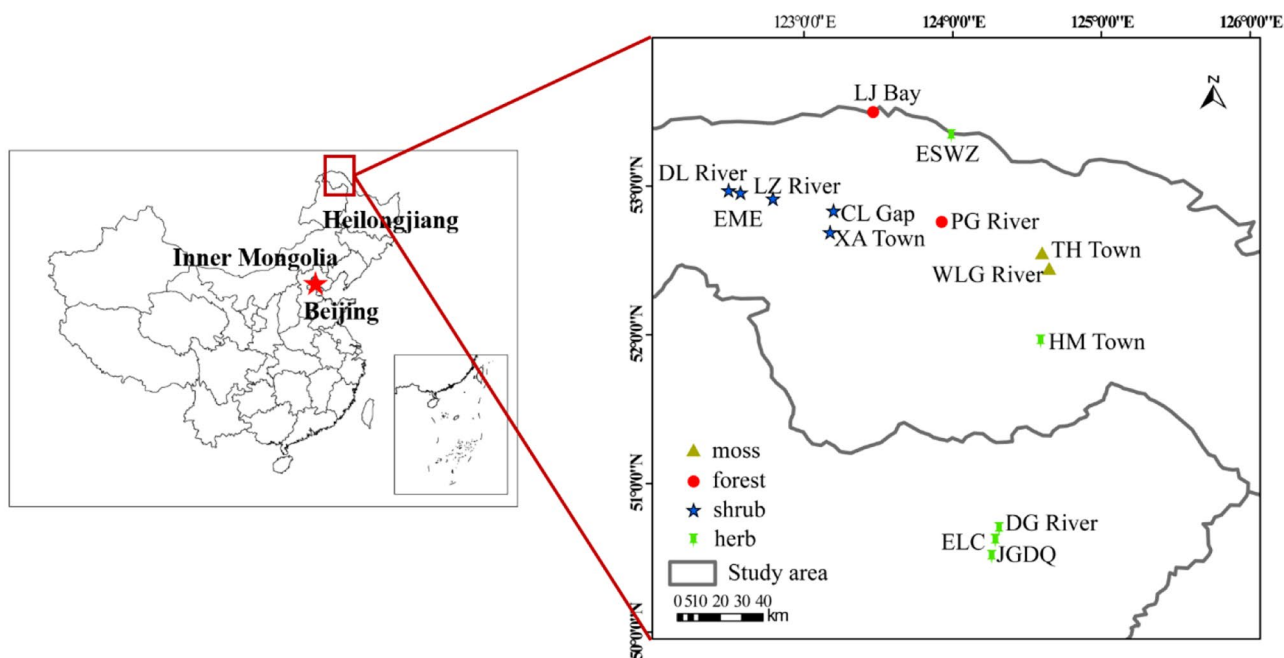 123°0'0"E 124°0'0"E 125°0'0"E 126°0'0"E
N
LJ Bay
ESWZ
53°0'0"N
DL River
LZ River
EME
CL Gap
PG River
XA Town
TH Town
WLG River
52°0'0"N
HM Town
51°0'0"N
DG River
ELC
JGDQ
50°0'0"N
moss
forest
shrub
herb
Study area
0 510 20 30 40
km
Heilongjiang
Inner Mongolia
Beijing